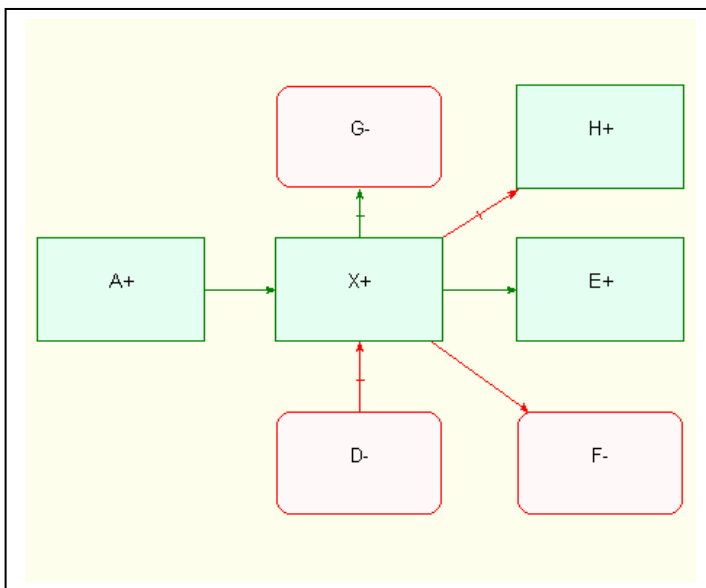 G-
H+
A+
X+
E+
D-
F-